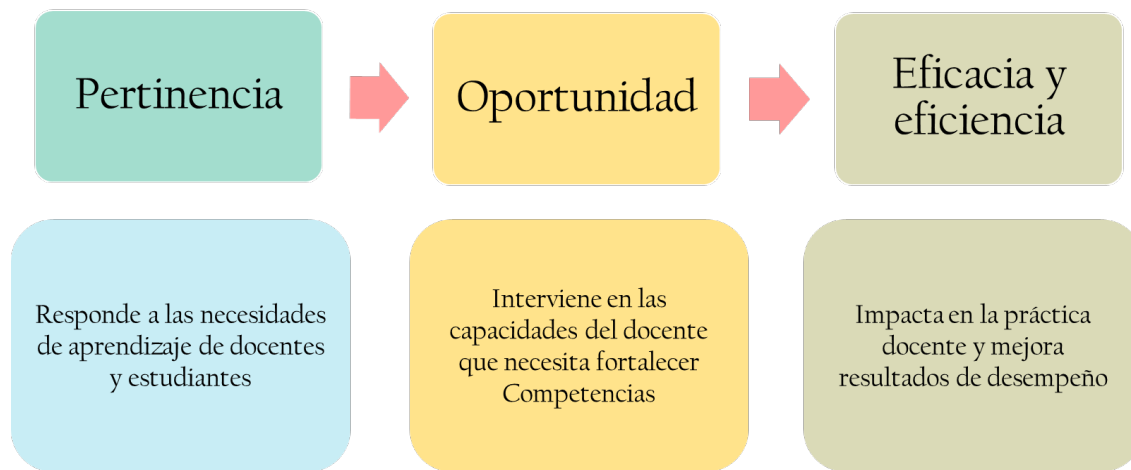 Pertinencia
Oportunidad
Eficacia y
eficiencia
Responde a las necesidades
de aprendizaje de docentes
y estudiantes
Interviene en las
capacidades del docente
que necesita fortalecer
Competencias
Impacta en la práctica
docente y mejora
resultados de desempeño